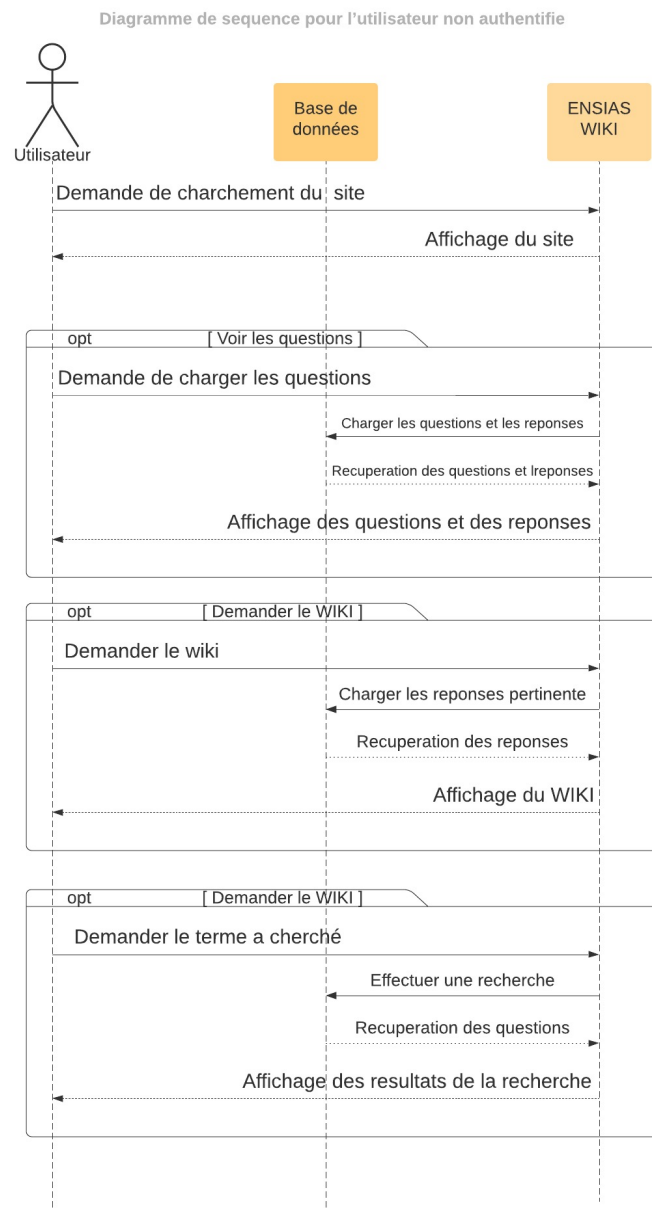 Diagramme de sequence pour l'utilisateur non authentifie
Utilisateur
Base de
données
ENSIAS
WIKI
Demande de charchement du site
Affichage du site
opt [ Voir les questions ]
Demande de charger les questions
Charger les questions et les reponses
Recuperation des questions et lreponses
Affichage des questions et des reponses
opt [ Demander le WIKI ]
Demander le wiki
Charger les reponses pertinente
Recuperation des reponses
Affichage du WIKI
opt [ Demander le WIKI ]
Demander le terme a cherché
Effectuer une recherche
Recuperation des questions
Affichage des resultats de la recherche